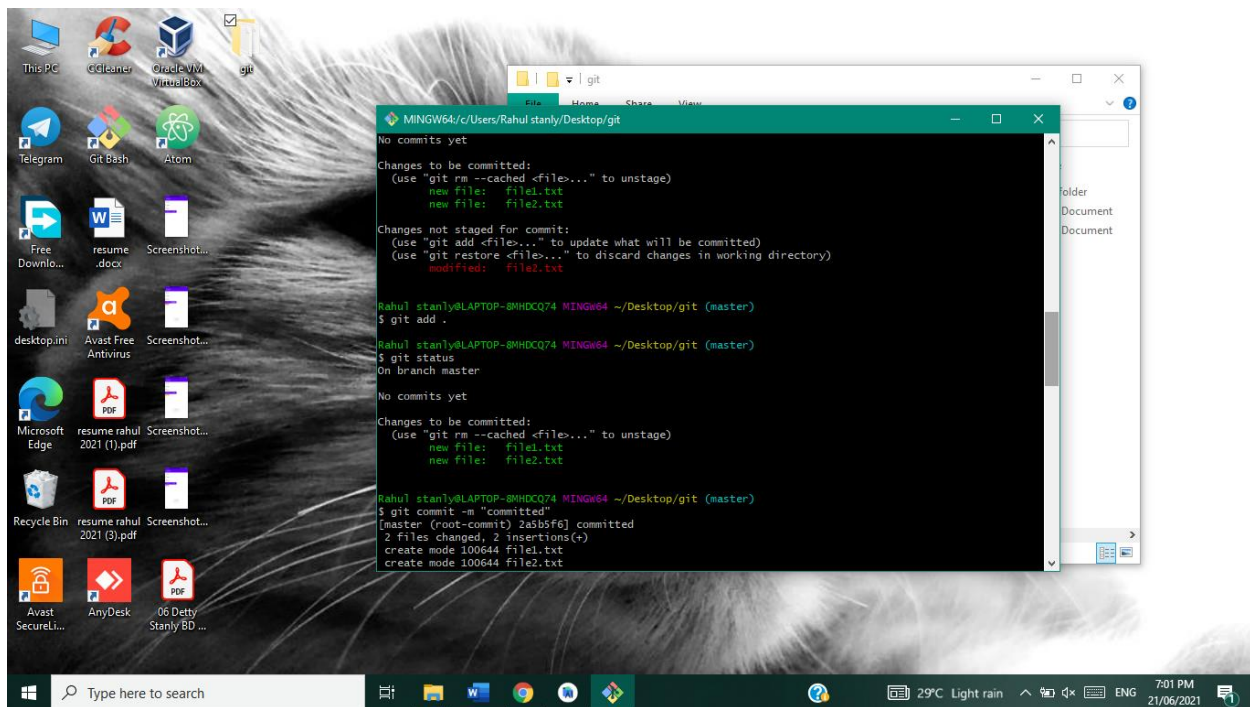 This PC
CCleaner
Oracle VM
VirtualBox
git
Telegram
Git Bash
Atom
Free
Downlo...
resume
.docx
Screenshot...
desktop.ini
Avast Free
Antivirus
Screenshot...
Microsoft
Edge
PDF
resume rahul
2021 (1).pdf
Screenshot...
Recycle Bin
PDF
resume rahul
2021 (3).pdf
Screenshot...
Avast
SecureLi...
AnyDesk
PDF
06 Detty
Stanly BD ...
git
File Home Share View
older
Document
Document
MINGW64:/c/Users/Rahul stanly/Desktop/git
No commits yet
Changes to be committed:
(use "git rm --cached <file>..." to unstage)
new file: file1.txt
new file: file2.txt
Changes not staged for commit:
(use "git add <file>..." to update what will be committed)
(use "git restore <file>..." to discard changes in working directory)
modified: file2.txt
Rahul stanly@LAPTOP-8MHDCQ74 MINGW64 ~/Desktop/git (master)
$ git add .
Rahul stanly@LAPTOP-8MHDCQ74 MINGW64 ~/Desktop/git (master)
$ git status
On branch master
No commits yet
Changes to be committed:
(use "git rm --cached <file>..." to unstage)
new file: file1.txt
new file: file2.txt
Rahul stanly@LAPTOP-8MHDCQ74 MINGW64 ~/Desktop/git (master)
$ git commit -m "committed"
[master (root-commit) 2a5b5f6] committed
2 files changed, 2 insertions(+)
create mode 100644 file1.txt
create mode 100644 file2.txt
Type here to search
29°C Light rain
ENG
7:01 PM
21/06/2021
1